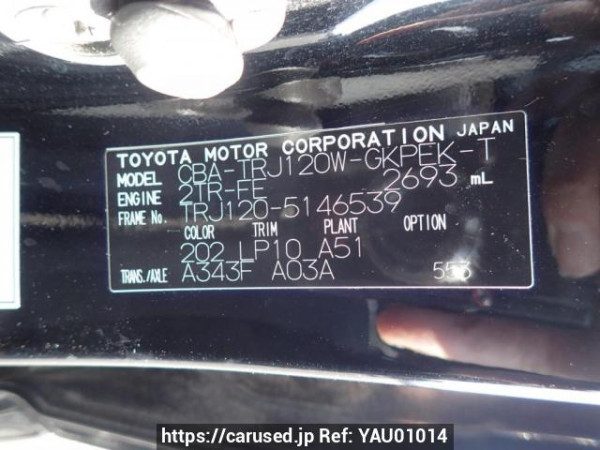 TOYOTA MOTOR CORPORATION JAPAN
MODEL CBA-TRJ120W-GKPEK-T
ENGINE 2TR-FE 2693 mL
FRAME No. TRJ120-5146539
COLOR TRIM PLANT OPTION
202 LP10 A51
TRANS./AXLE A343F A03A 553
https://carused.jp Ref: YAU01014